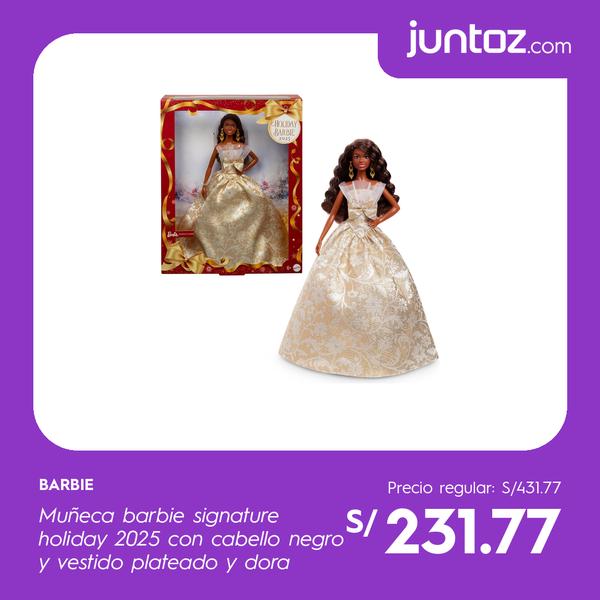 juntoz.com
HOLIDAY
BARBIE
2025
Barbie
BARBIE
Muñeca barbie signature
holiday 2025 con cabello negro
y vestido plateado y dora
Precio regular: S/431.77
S/ 231.77